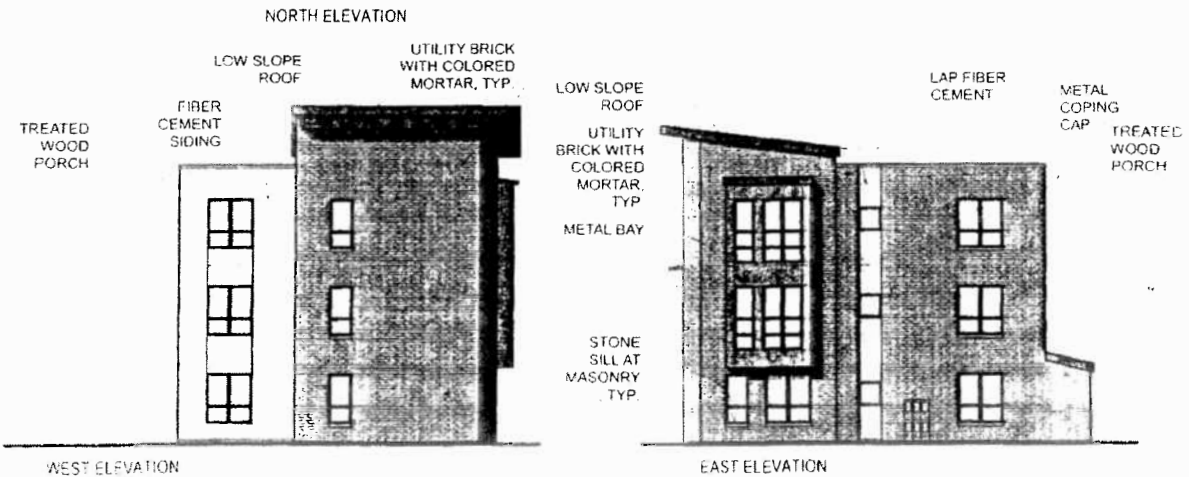 NORTH ELEVATION
LOW SLOPE
ROOF
UTILITY BRICK
WITH COLORED
MORTAR, TYP.
FIBER
CEMENT
SIDING
TREATED
WOOD
PORCH
WEST ELEVATION
LOW SLOPE
ROOF
UTILITY
BRICK WITH
COLORED
MORTAR,
TYP
METAL BAY
STONE
SILL AT
MASONRY
TYP.
LAP FIBER
CEMENT
METAL
COPING
CAP
TREATED
WOOD
PORCH
EAST ELEVATION